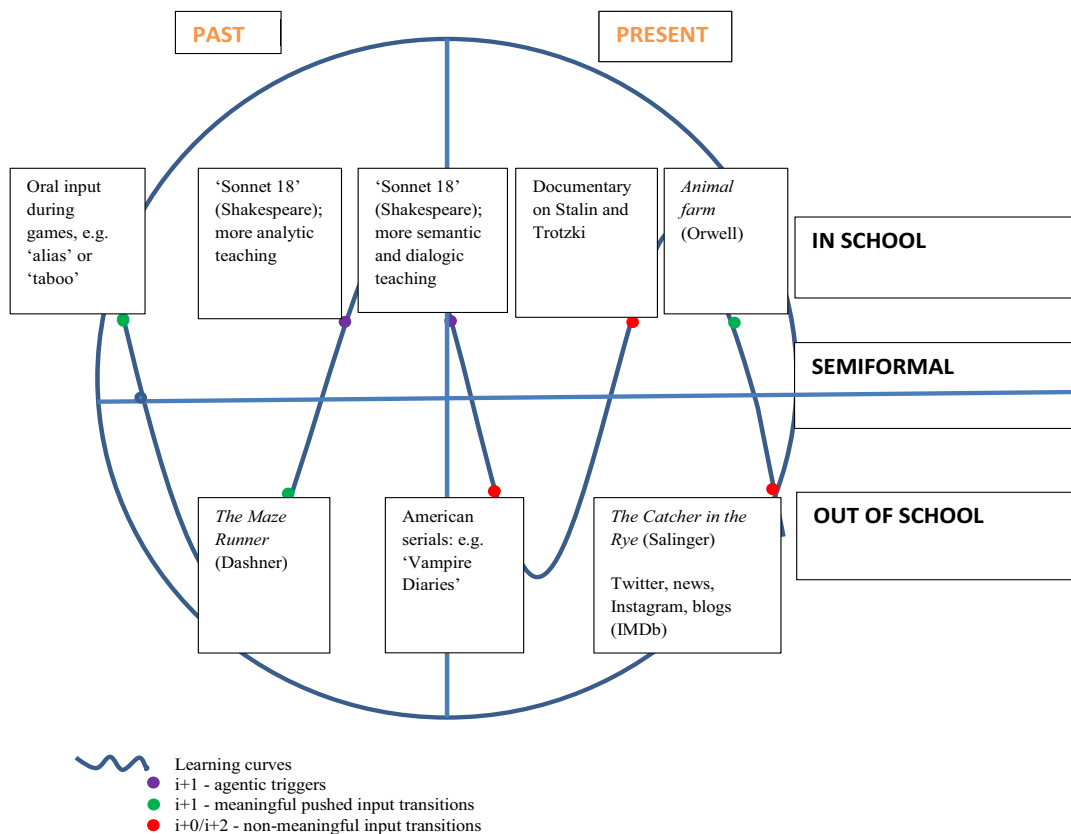 PAST
PRESENT
Oral input
during
games, e.g.
‘alias’ or
‘taboo’
‘Sonnet 18’
(Shakespeare);
more analytic
teaching
‘Sonnet 18’
(Shakespeare);
more semantic
and dialogic
teaching
Documentary
on Stalin and
Trotzki
Animal
farm
(Orwell)
IN SCHOOL
SEMIFORMAL
The Maze
Runner
(Dashner)
American
serials: e.g.
‘Vampire
Diaries’
The Catcher in the
Rye (Salinger)
Twitter, news,
Instagram, blogs
(IMDb)
OUT OF SCHOOL
Learning curves
i+1 - agentic triggers
i+1 - meaningful pushed input transitions
i+0/i+2 - non-meaningful input transitions